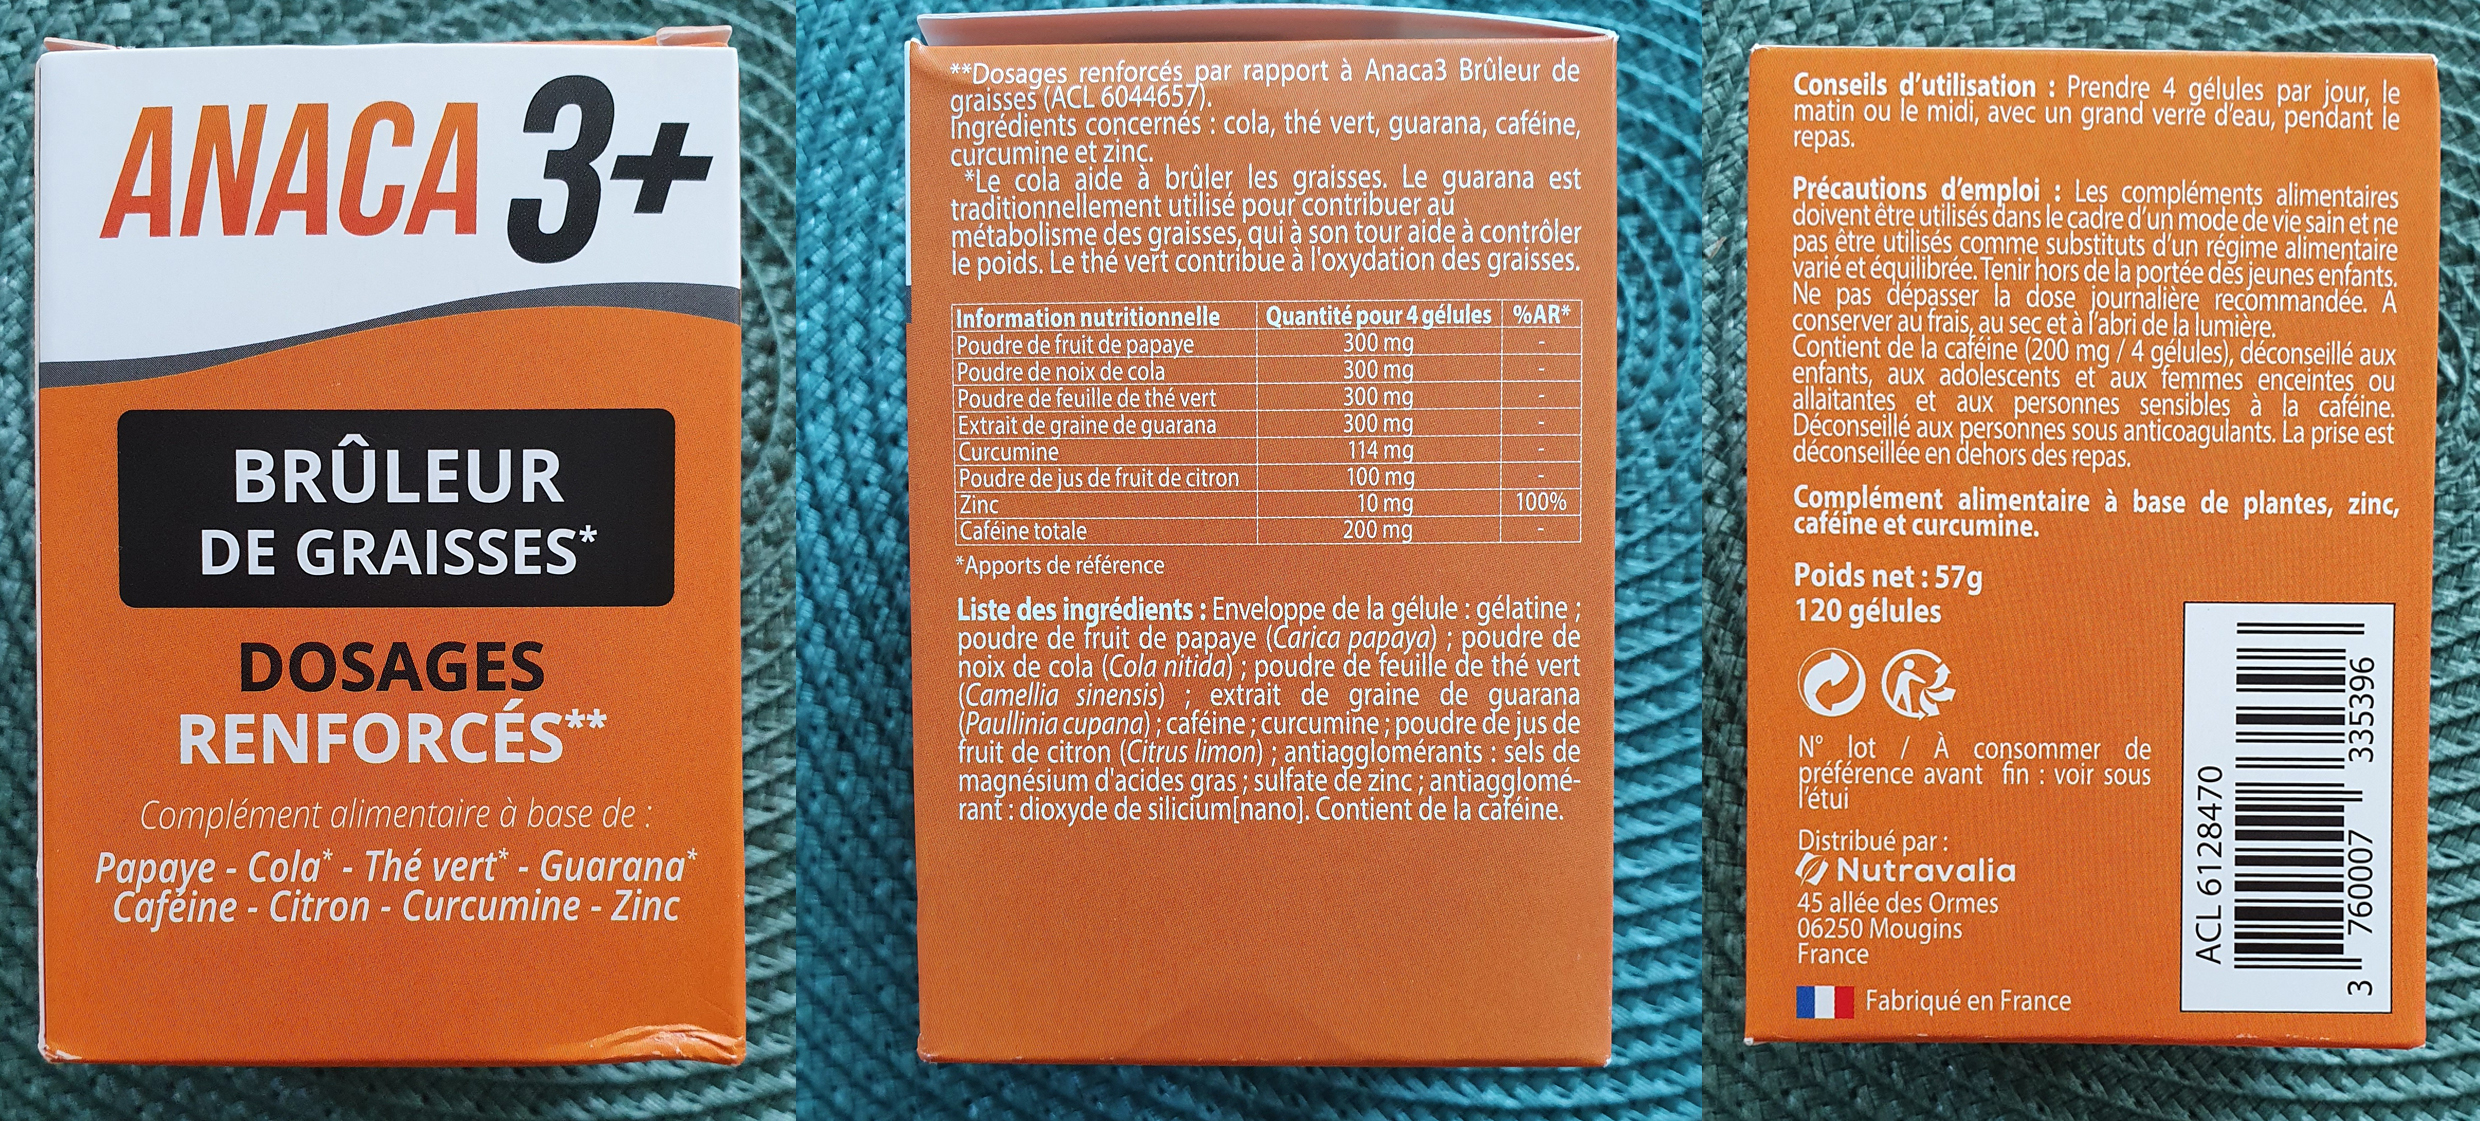 ANACA 3+
BRÛLEUR
DE GRAISSES*
DOSAGES
RENFORCÉS**
Complément alimentaire à base de :
Papaye - Cola* - Thé vert* - Guarana*
Caféine - Citron - Curcumine - Zinc
**Dosages renforcés par rapport à Anaca3 Brûleur de
graisses (ACL 6044657).
Ingrédients concernés : cola, thé vert, guarana, caféine,
curcumine et zinc.
*Le cola aide à brûler les graisses. Le guarana est
traditionnellement utilisé pour contribuer au
métabolisme des graisses, qui à son tour aide à contrôler
le poids. Le thé vert contribue à l'oxydation des graisses.
Information nutritionnelle Quantité pour 4 gélules %AR*
Poudre de fruit de papaye 300 mg -
Poudre de noix de cola 300 mg -
Poudre de feuille de thé vert 300 mg -
Extrait de graine de guarana 300 mg -
Curcumine 114 mg -
Poudre de jus de fruit de citron 100 mg -
Zinc 10 mg 100%
Caféine totale 200 mg -
*Apports de référence
Liste des ingrédients : Enveloppe de la gélule : gélatine ;
poudre de fruit de papaye (Carica papaya) ; poudre de
noix de cola (Cola nitida) ; poudre de feuille de thé vert
(Camellia sinensis) ; extrait de graine de guarana
(Paullinia cupana) ; caféine ; curcumine ; poudre de jus de
fruit de citron (Citrus limon) ; antiagglomérants : sels de
magnésium d'acides gras ; sulfate de zinc ; antiagglomé-
rant : dioxyde de silicium[nano]. Contient de la caféine.
Conseils d'utilisation : Prendre 4 gélules par jour, le
matin ou le midi, avec un grand verre d'eau, pendant le
repas.
Précautions d'emploi : Les compléments alimentaires
doivent être utilisés dans le cadre d'un mode de vie sain et ne
pas être utilisés comme substituts d'un régime alimentaire
varié et équilibrée. Tenir hors de la portée des jeunes enfants.
Ne pas dépasser la dose journalière recommandée. A
conserver au frais, au sec et à l'abri de la lumière.
Contient de la caféine (200 mg / 4 gélules), déconseillé aux
enfants, aux adolescents et aux femmes enceintes ou
allaitantes et aux personnes sensibles à la caféine.
Déconseillé aux personnes sous anticoagulants. La prise est
déconseillée en dehors des repas.
Complément alimentaire à base de plantes, zinc,
caféine et curcumine.
Poids net : 57g
120 gélules
N° lot / À consommer de
préférence avant fin : voir sous
l'étui
Distribué par :
Nutravalia
45 allée des Ormes
06250 Mougins
France
Fabriqué en France
ACL 6128470
3 760007 335396